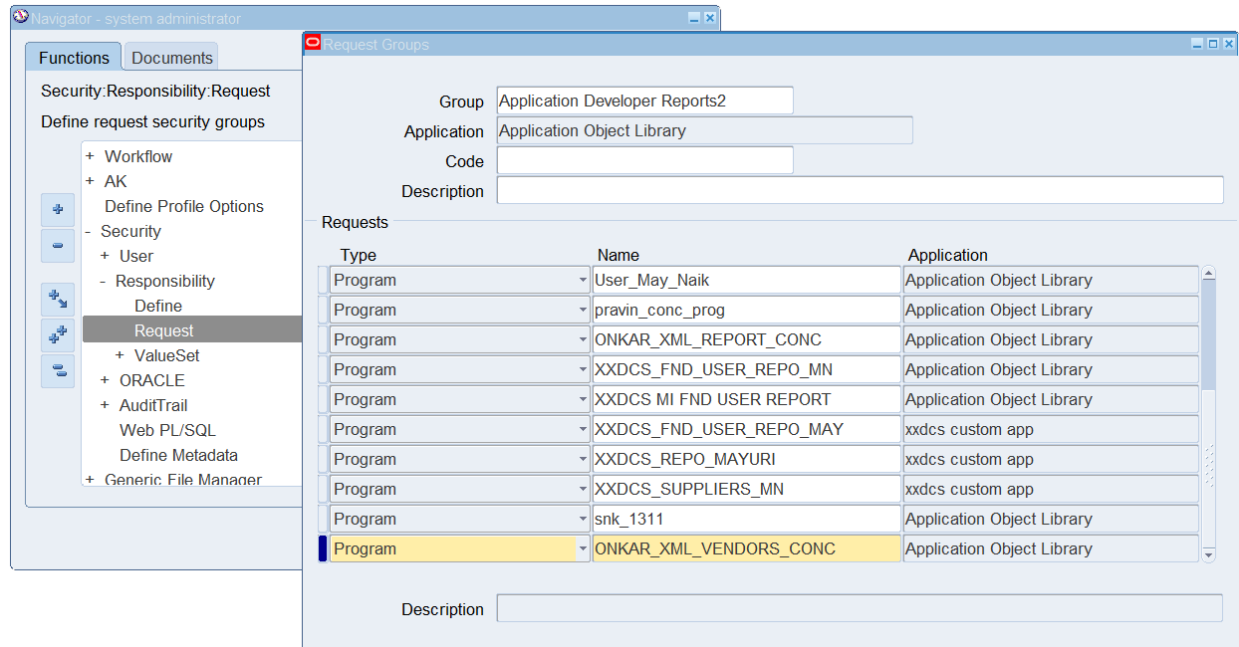 Navigator - system administrator
Functions Documents
Security:Responsibility:Request
Define request security groups
+ Workflow
+ AK
Define Profile Options
- Security
+ User
- Responsibility
Define
Request
+ ValueSet
+ ORACLE
+ AuditTrail
Web PL/SQL
Define Metadata
+ Generic File Manager
Request Groups
Group Application Developer Reports2
Application Application Object Library
Code
Description
Requests
Type Name Application
Program User_May_Naik Application Object Library
Program pravin_conc_prog Application Object Library
Program ONKAR_XML_REPORT_CONC Application Object Library
Program XXDCS_FND_USER_REPO_MN Application Object Library
Program XXDCS MI FND USER REPORT Application Object Library
Program XXDCS_FND_USER_REPO_MAY xxdcs custom app
Program XXDCS_REPO_MAYURI xxdcs custom app
Program XXDCS_SUPPLIERS_MN xxdcs custom app
Program snk_1311 Application Object Library
Program ONKAR_XML_VENDORS_CONC Application Object Library
Description